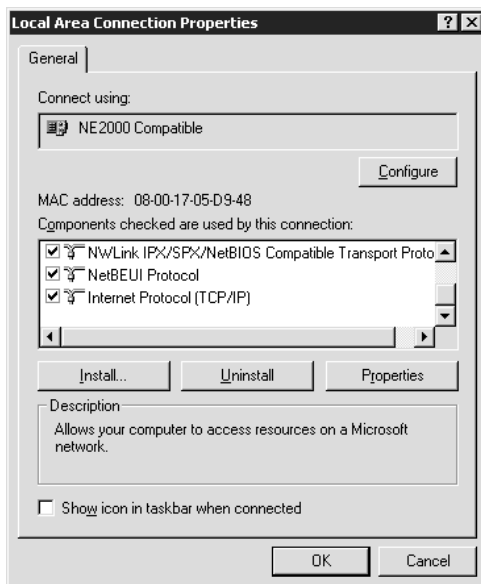 Local Area Connection Properties
General
Connect using:
NE2000 Compatible
Configure
MAC address: 08-00-17-05-D9-48
Components checked are used by this connection:
NWLink IPX/SPX/NetBIOS Compatible Transport Proto
NetBEUI Protocol
Internet Protocol (TCP/IP)
Install... Uninstall Properties
Description
Allows your computer to access resources on a Microsoft
network.
Show icon in taskbar when connected
OK Cancel